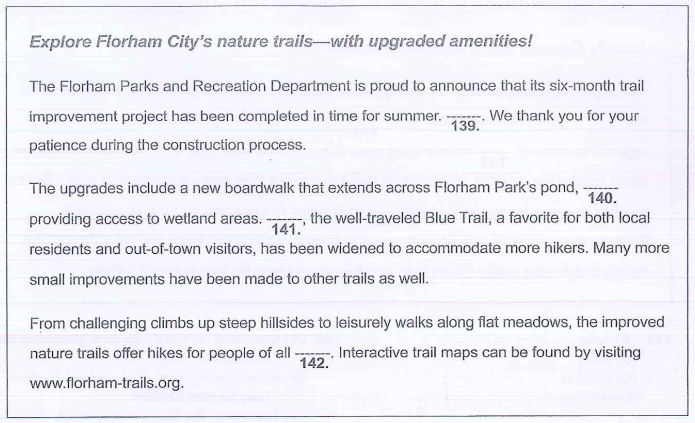 Explore Florham City's nature trails—with upgraded amenities!
The Florham Parks and Recreation Department is proud to announce that its six-month trail
improvement project has been completed in time for summer. -------. We thank you for your
139.
patience during the construction process.
The upgrades include a new boardwalk that extends across Florham Park's pond, -------
140.
providing access to wetland areas. -------, the well-traveled Blue Trail, a favorite for both local
141.
residents and out-of-town visitors, has been widened to accommodate more hikers. Many more
small improvements have been made to other trails as well.
From challenging climbs up steep hillsides to leisurely walks along flat meadows, the improved
nature trails offer hikes for people of all -------. Interactive trail maps can be found by visiting
142.
www.florham-trails.org.